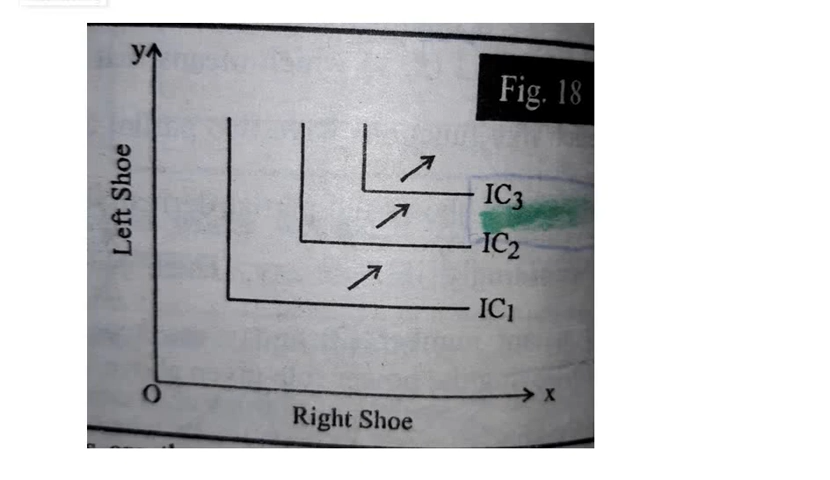 y
Fig. 18
Left Shoe
IC3
IC2
IC1
O
x
Right Shoe